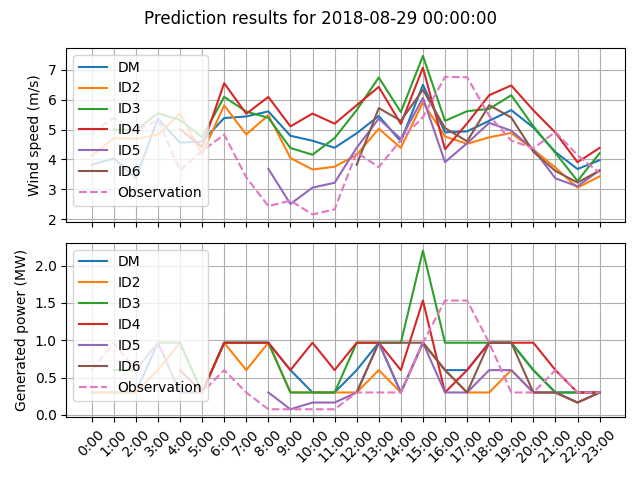 Prediction results for 2018-08-29 00:00:00
Wind speed (m/s)
7
6
5
4
3
2
DM
ID2
ID3
ID4
ID5
ID6
Observation
Generated power (MW)
2.0
1.5
1.0
0.5
0.0
DM
ID2
ID3
ID4
ID5
ID6
Observation
0:00
1:00
2:00
3:00
4:00
5:00
6:00
7:00
8:00
9:00
10:00
11:00
12:00
13:00
14:00
15:00
16:00
17:00
18:00
19:00
20:00
21:00
22:00
23:00